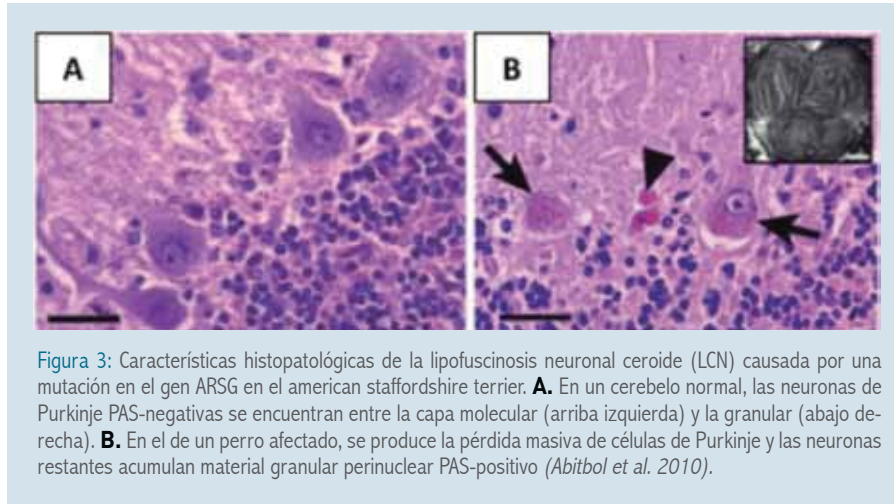 A
B
Figura 3: Características histopatológicas de la lipofuscinosis neuronal ceroide (LCN) causada por una
mutación en el gen ARSG en el american staffordshire terrier. A. En un cerebelo normal, las neuronas de
Purkinje PAS-negativas se encuentran entre la capa molecular (arriba izquierda) y la granular (abajo de-
recha). B. En el de un perro afectado, se produce la pérdida masiva de células de Purkinje y las neuronas
restantes acumulan material granular perinuclear PAS-positivo (Abitbol et al. 2010).